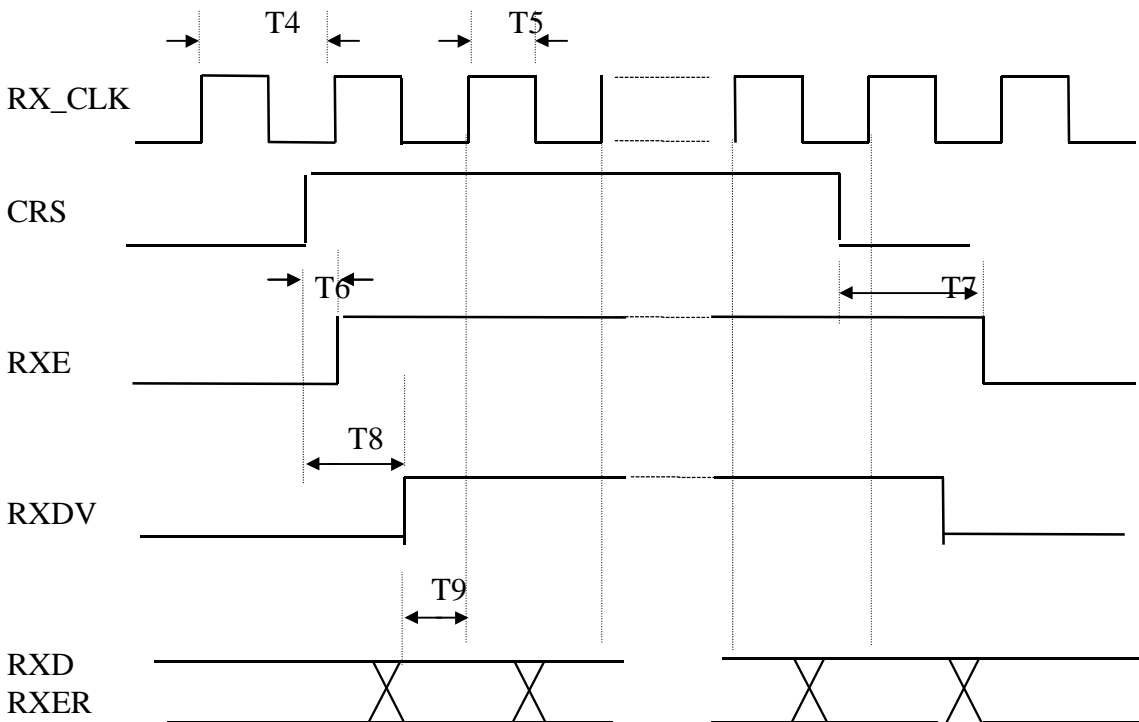 T4 T5
RX_CLK
CRS
T6 T7
RXE
T8
RXDV
T9
RXD
RXER